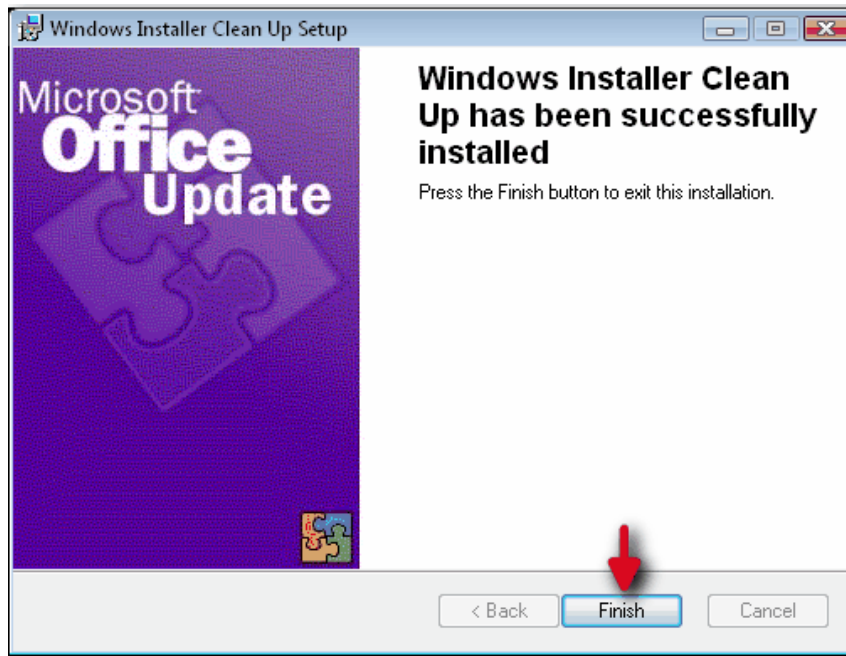 Windows Installer Clean Up Setup
Microsoft
Office
Update
Windows Installer Clean
Up has been successfully
installed
Press the Finish button to exit this installation.
< Back
Finish
Cancel